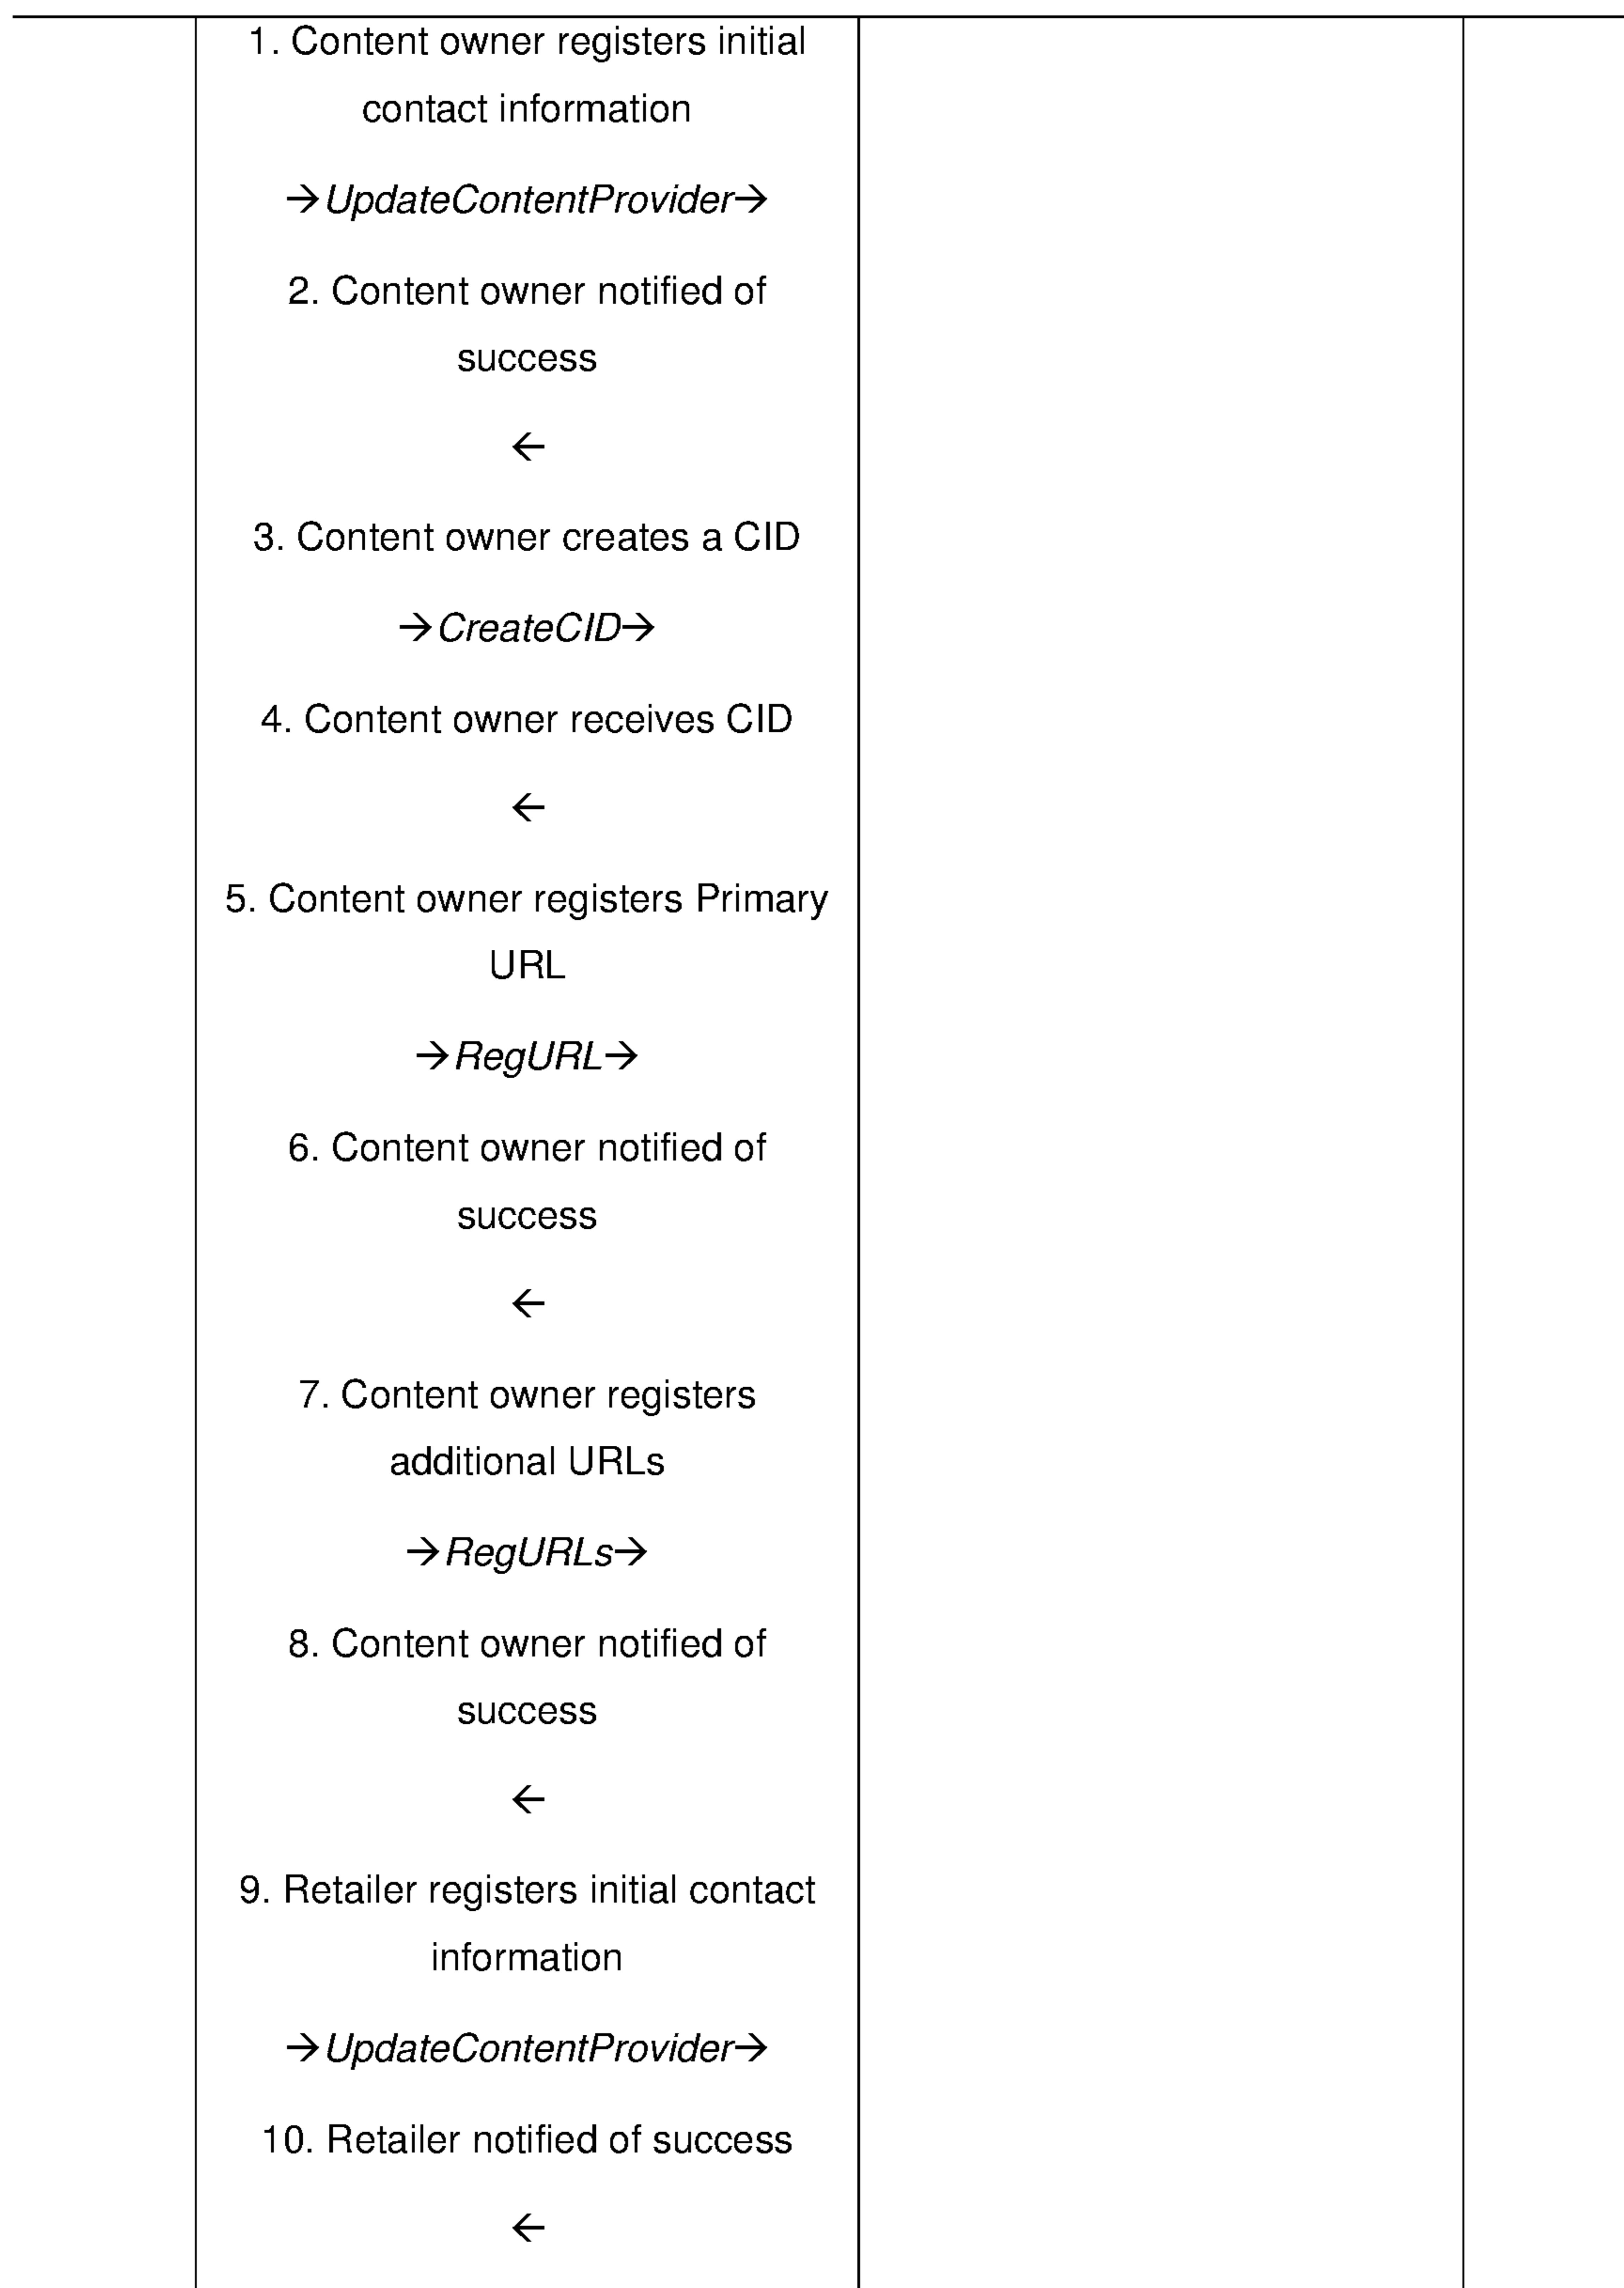 1. Content owner registers initial
contact information
→UpdateContentProvider→
2. Content owner notified of
success
←
3. Content owner creates a CID
→CreateCID→
4. Content owner receives CID
←
5. Content owner registers Primary
URL
→RegURL→
6. Content owner notified of
success
←
7. Content owner registers
additional URLs
→RegURLs→
8. Content owner notified of
success
←
9. Retailer registers initial contact
information
→UpdateContentProvider→
10. Retailer notified of success
←